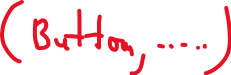 (Button, .....)